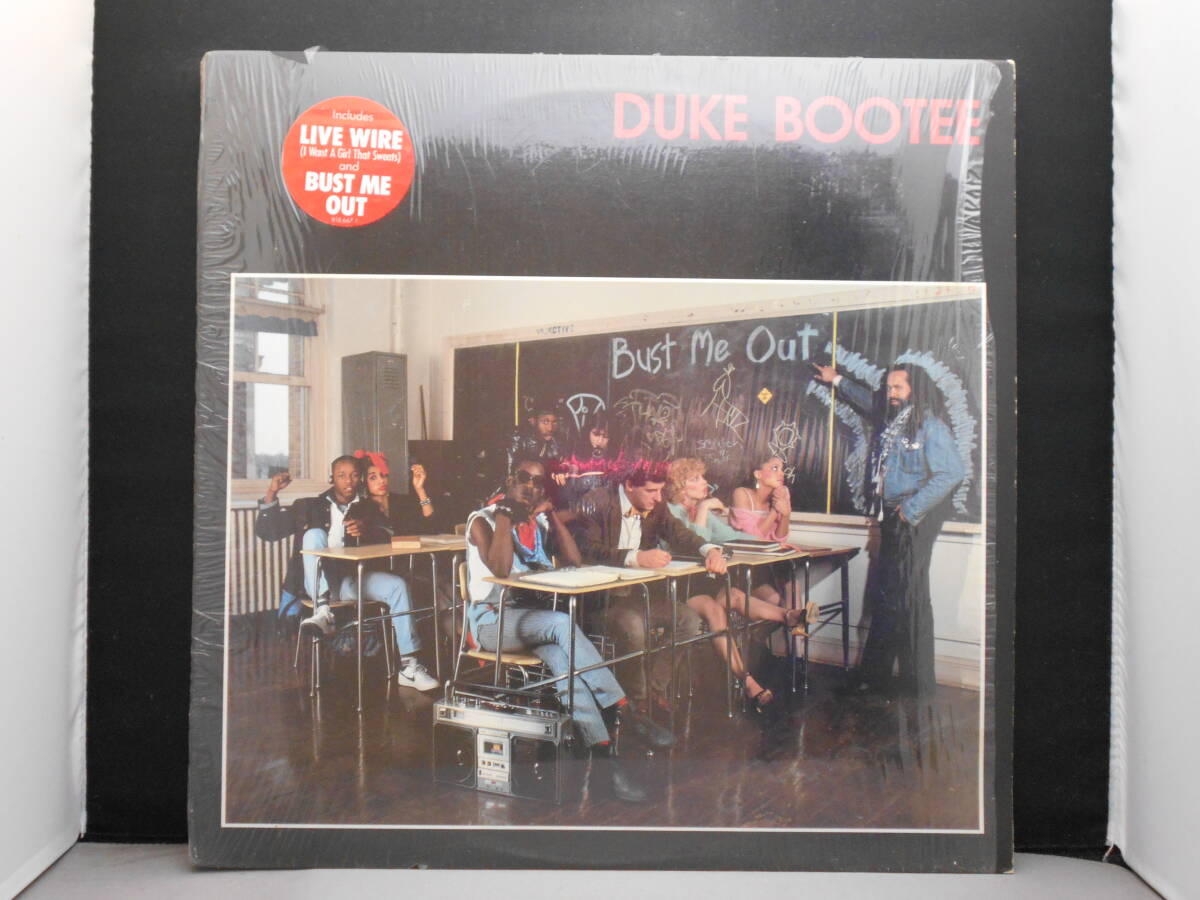 DUKE BOOTEE
Includes
LIVE WIRE
(I Want A Girl That Sweats)
and
BUST ME
OUT
Bust Me Out